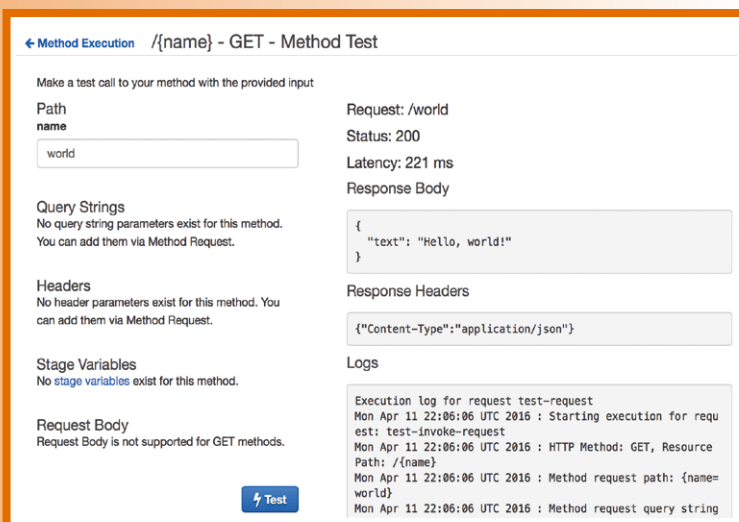 ← Method Execution /{name} - GET - Method Test
Make a test call to your method with the provided input
Path
name
world
Query Strings
No query string parameters exist for this method.
You can add them via Method Request.
Headers
No header parameters exist for this method. You
can add them via Method Request.
Stage Variables
No stage variables exist for this method.
Request Body
Request Body is not supported for GET methods.
Test
Request: /world
Status: 200
Latency: 221 ms
Response Body
{
  "text": "Hello, world!"
}
Response Headers
{"Content-Type":"application/json"}
Logs
Execution log for request test-request
Mon Apr 11 22:06:06 UTC 2016 : Starting execution for requ
est: test-invoke-request
Mon Apr 11 22:06:06 UTC 2016 : HTTP Method: GET, Resource
Path: /{name}
Mon Apr 11 22:06:06 UTC 2016 : Method request path: {name=
world}
Mon Apr 11 22:06:06 UTC 2016 : Method request query string